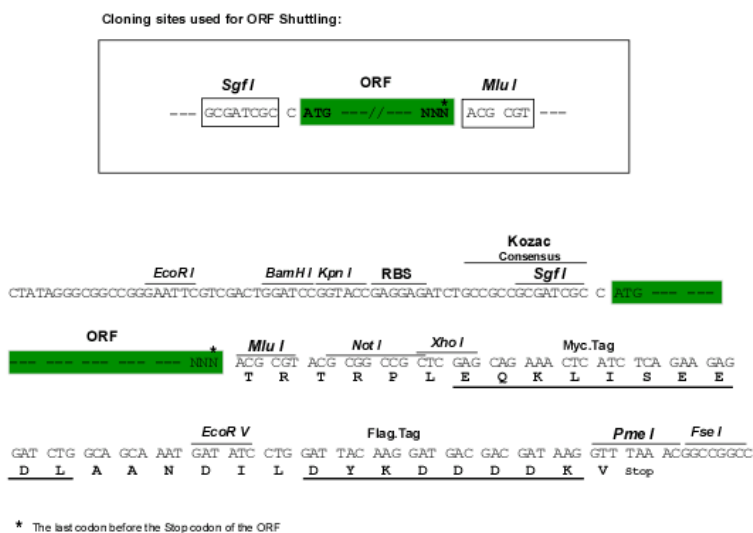 Cloning sites used for ORF Shuttling:
Sgf I ORF Mlu I
--- GCGATCGC C ATG ---//--- NNN* ACG CGT ---
Kozac
Consensus
EcoR I BamH I Kpn I RBS Sgf I
CTATAGGGCGGCCGGGAATTCGTCGACTGGATCCGGTACCGAGGAGATCTGCCGCCGCGATCGC C ATG --- ---
ORF
Mlu I Not I Xho I Myc.Tag
--- --- --- --- --- NNN* ACG CGT ACG CGG CCG CTC GAG CAG AAA CTC ATC TCA GAA GAG
T R T R P L E Q K L I S E E
EcoR V Flag.Tag Pme I Fse I
GAT CTG GCA GCA AAT GAT ATC CTG GAT TAC AAG GAT GAC GAC GAT AAG GTT TAA ACGGCCGGCC
D L A A N D I L D Y K D D D D K V Stop
* The last codon before the Stop codon of the ORF